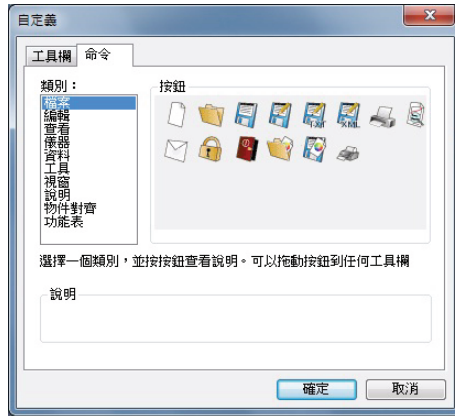 自定義
工具欄 命令
類別：
檔案
編輯
查看
儀器
資料
工具
視窗
說明
物件對齊
功能表
按鈕
TXT XML
選擇一個類別，並按按鈕查看說明。可以拖動按鈕到任何工具欄
說明
確定 取消